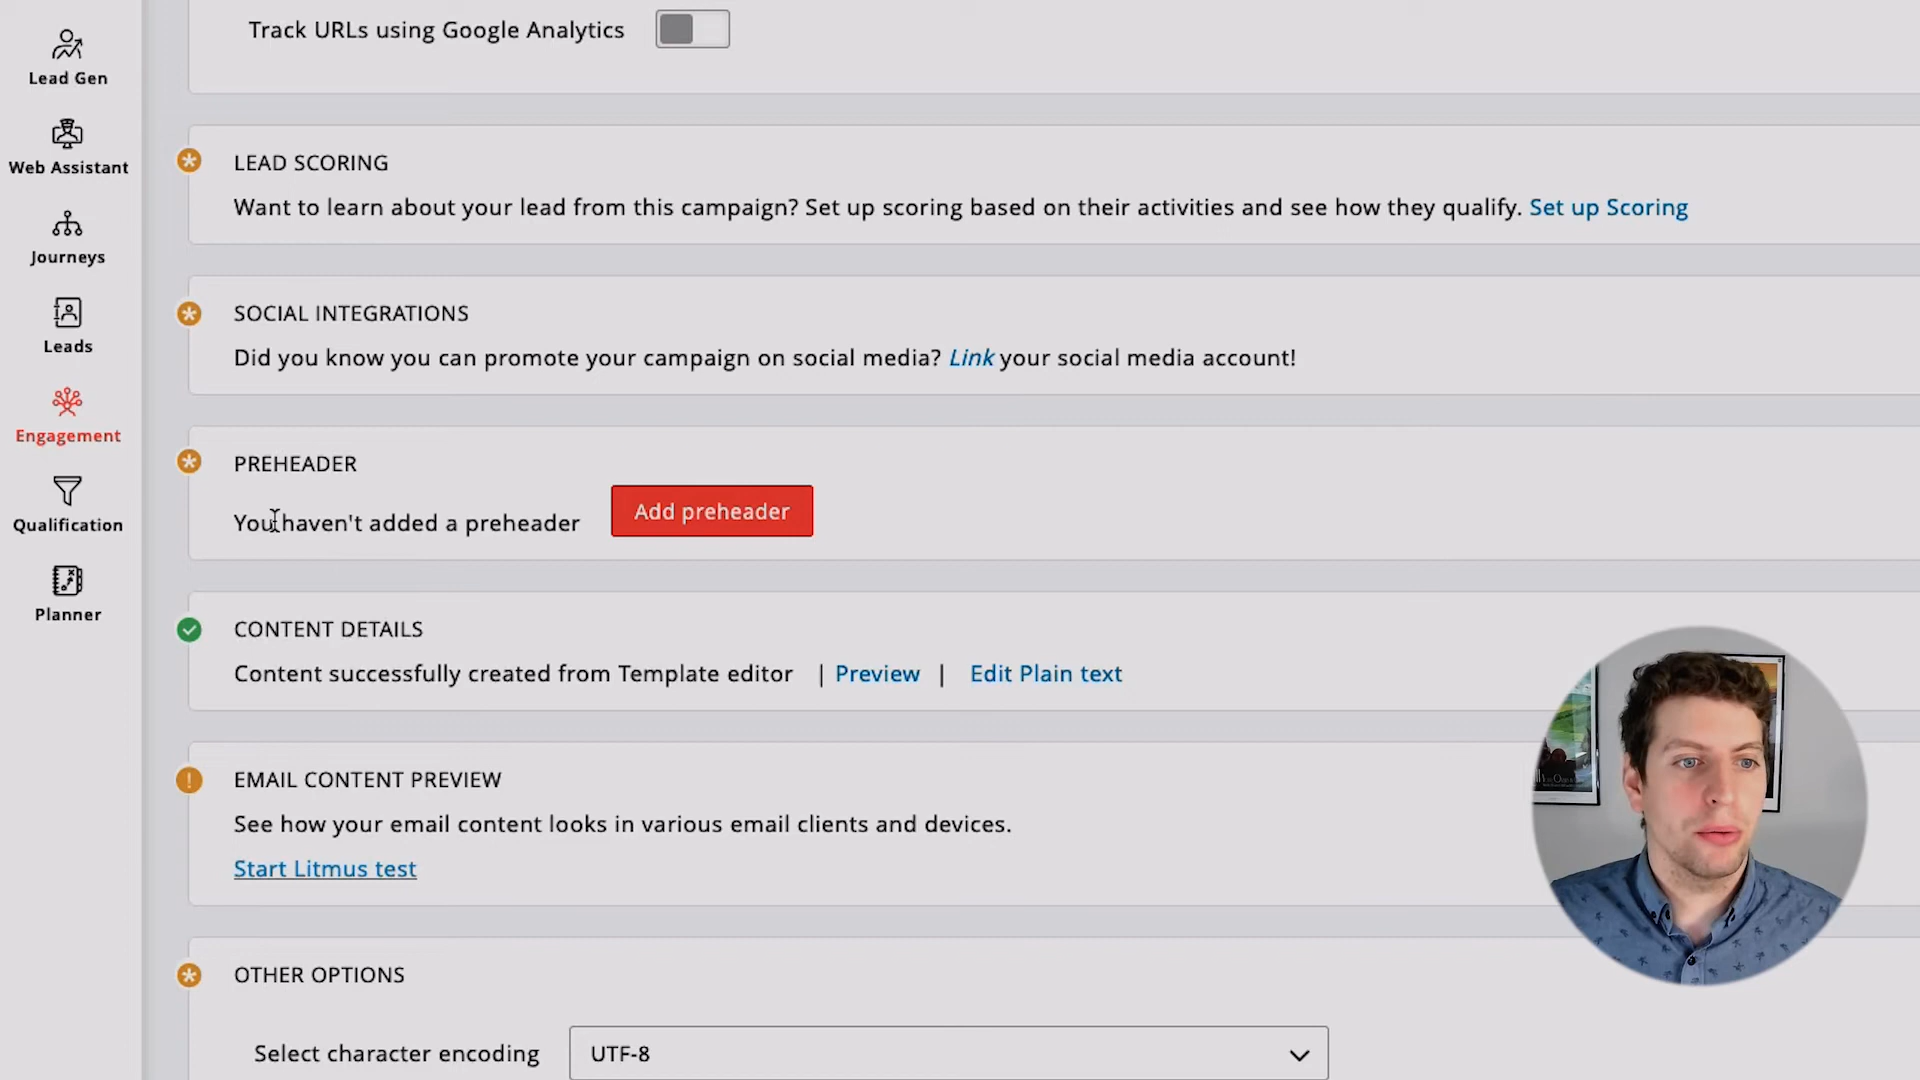 Track URLs using Google Analytics
Lead Gen
Web Assistant
Journeys
Leads
Engagement
Qualification
Planner
LEAD SCORING
Want to learn about your lead from this campaign? Set up scoring based on their activities and see how they qualify. Set up Scoring
SOCIAL INTEGRATIONS
Did you know you can promote your campaign on social media? Link your social media account!
PREHEADER
You haven't added a preheader
Add preheader
CONTENT DETAILS
Content successfully created from Template editor | Preview | Edit Plain text
EMAIL CONTENT PREVIEW
See how your email content looks in various email clients and devices.
Start Litmus test
OTHER OPTIONS
Select character encoding
UTF-8